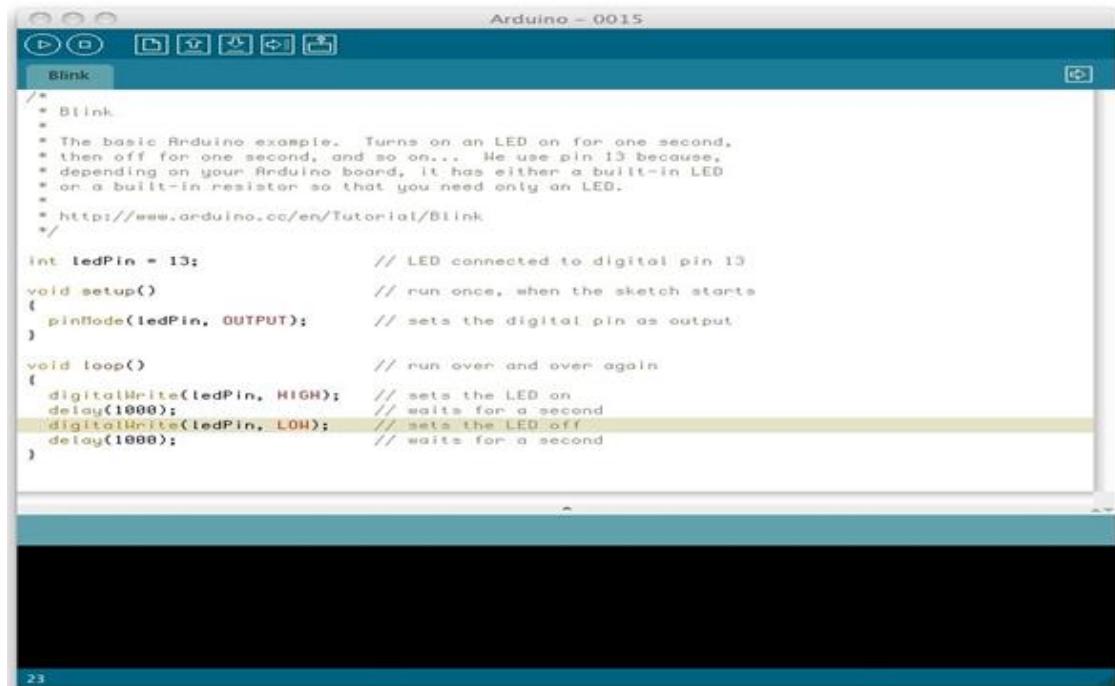 Arduino - 0015
Blink
/*
 * Blink
 *
 * The basic Arduino example.  Turns on an LED on for one second,
 * then off for one second, and so on...  We use pin 13 because,
 * depending on your Arduino board, it has either a built-in LED
 * or a built-in resistor so that you need only an LED.
 *
 * http://www.arduino.cc/en/Tutorial/Blink
 */
int ledPin = 13;                // LED connected to digital pin 13
void setup()                    // run once, when the sketch starts
{
  pinMode(ledPin, OUTPUT);      // sets the digital pin as output
}
void loop()                     // run over and over again
{
  digitalWrite(ledPin, HIGH);   // sets the LED on
  delay(1000);                  // waits for a second
  digitalWrite(ledPin, LOW);    // sets the LED off
  delay(1000);                  // waits for a second
}
23